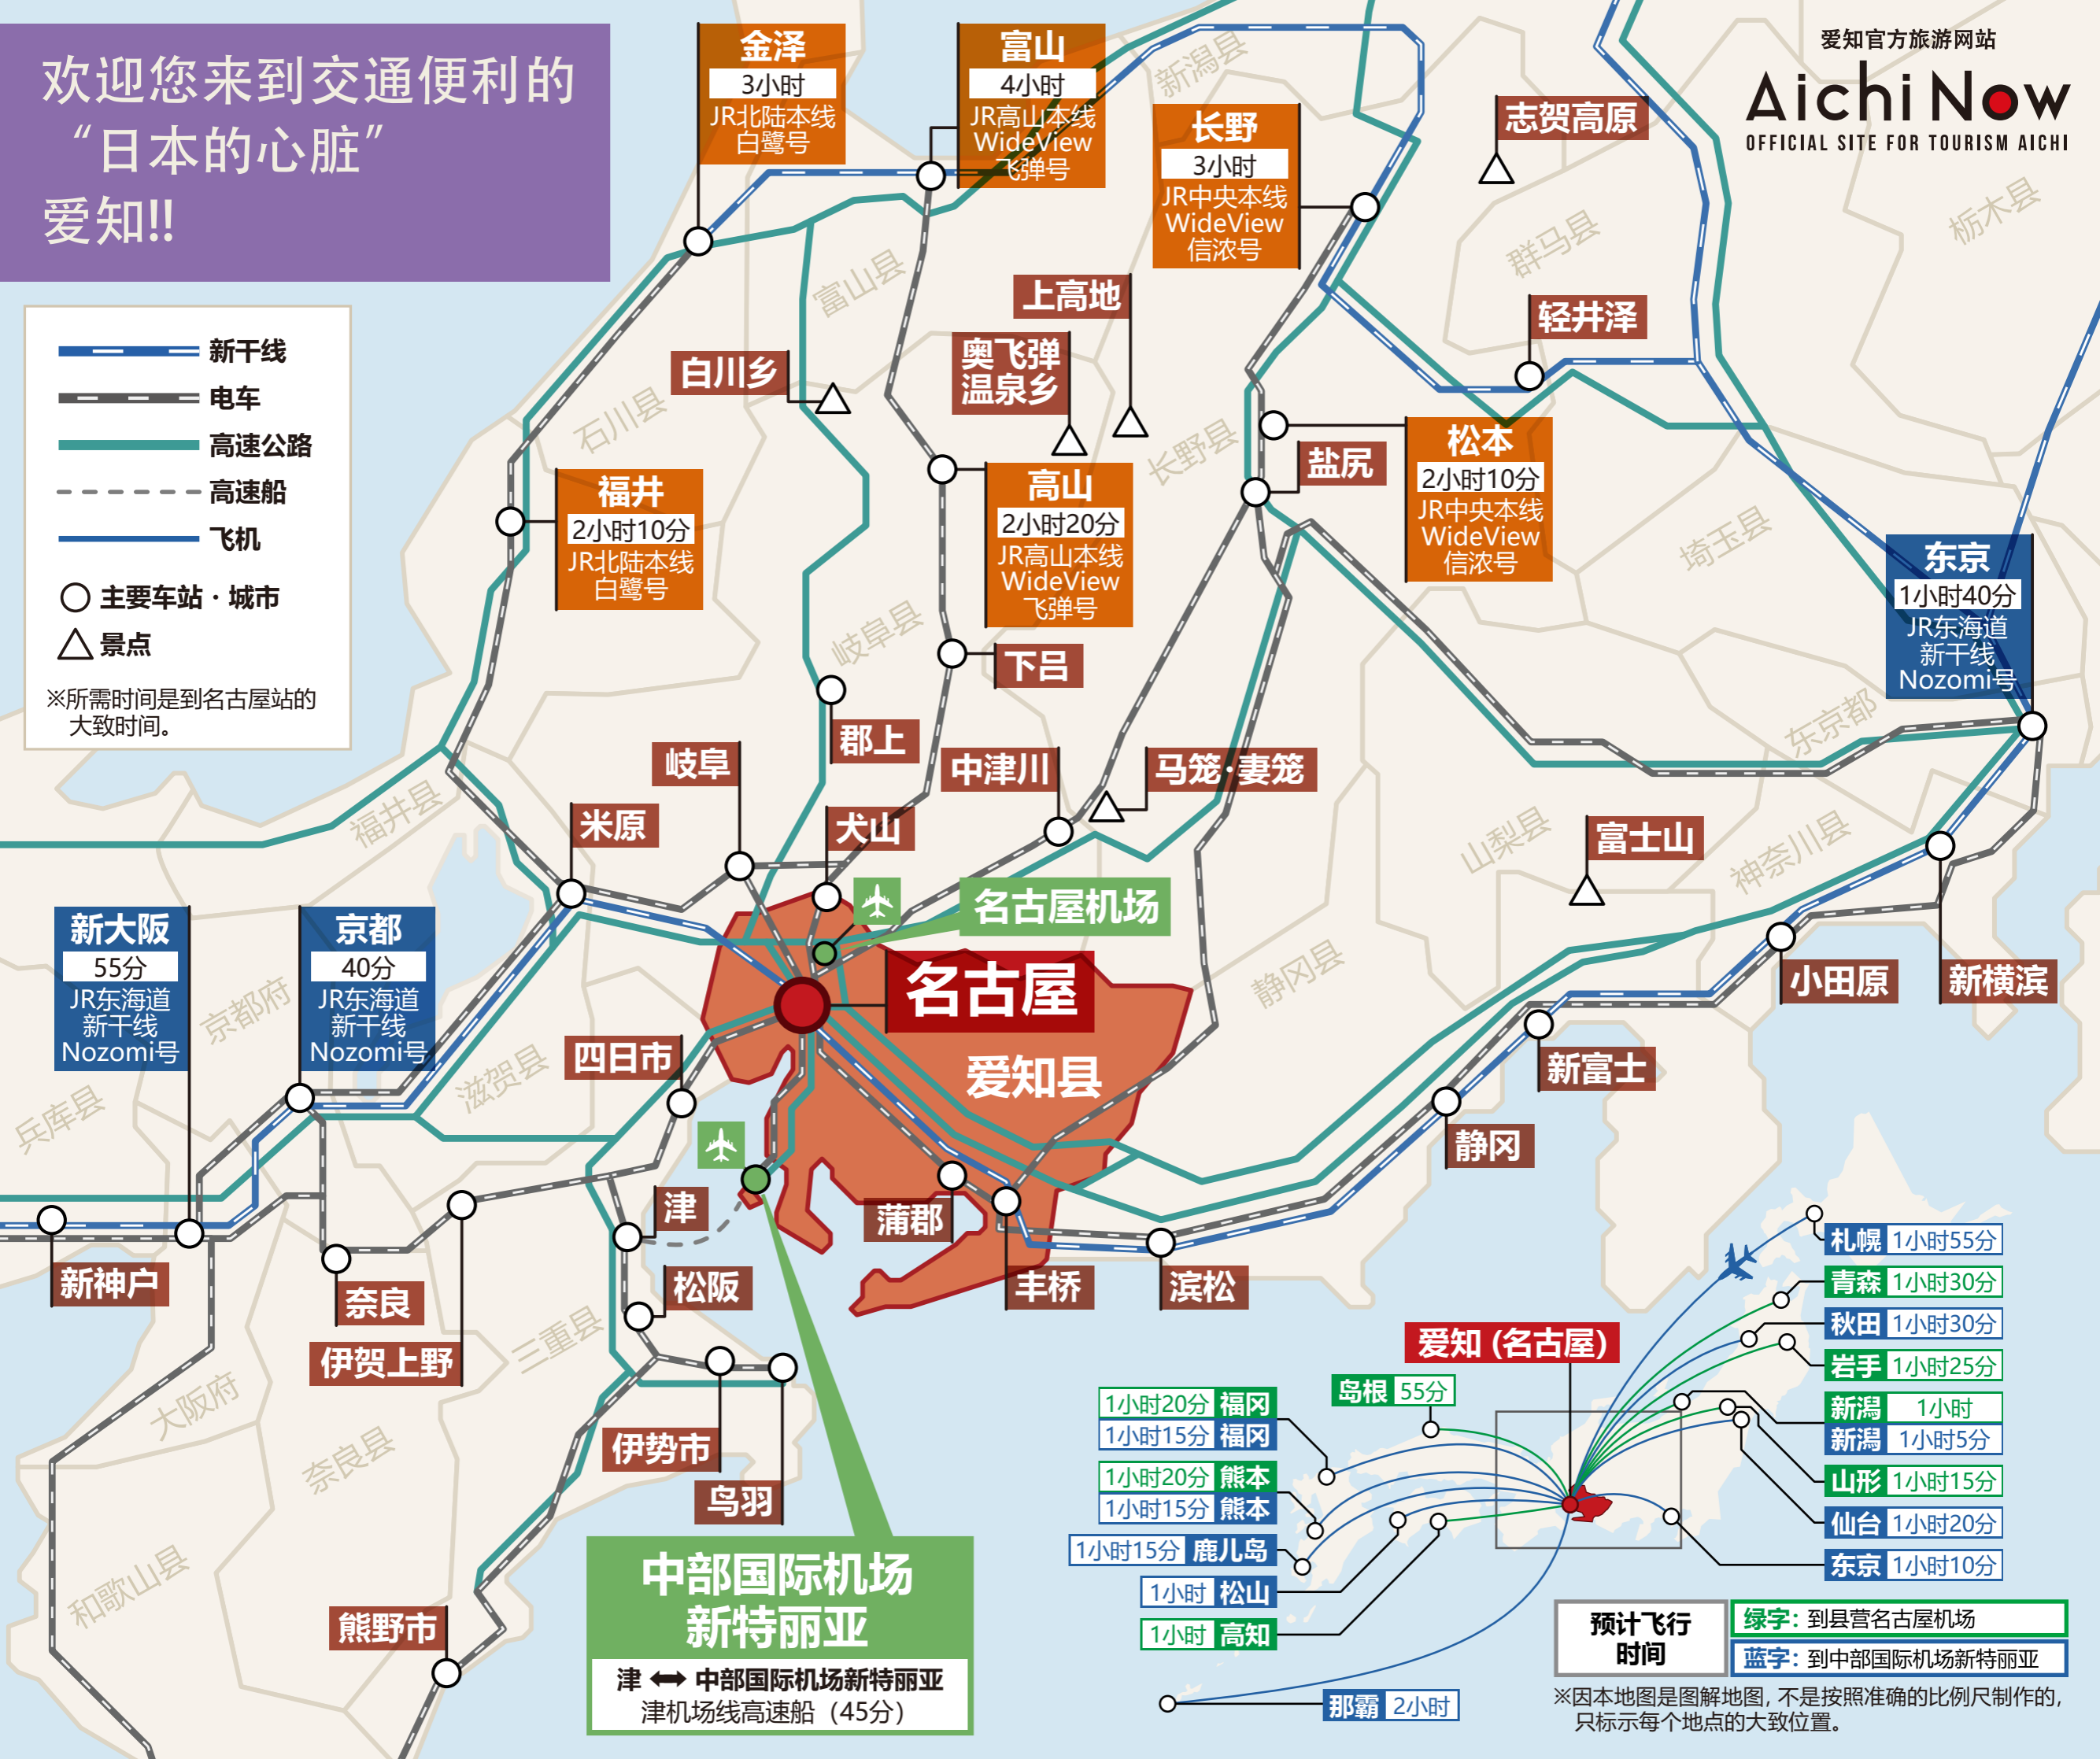 欢迎您来到交通便利的
“日本的心脏”
爱知!!
爱知官方旅游网站
Aichi Now
OFFICIAL SITE FOR TOURISM AICHI
新干线
电车
高速公路
高速船
飞机
主要车站・城市
景点
※所需时间是到名古屋站的
大致时间。
金泽
3小时
JR北陆本线
白鹭号
富山
4小时
JR高山本线
WideView
飞弹号
长野
3小时
JR中央本线
WideView
信浓号
志贺高原
新潟县
栃木县
群马县
富山县
上高地
轻井泽
奥飞弹
温泉乡
白川乡
石川县
长野县
松本
2小时10分
JR中央本线
WideView
信浓号
盐尻
福井
2小时10分
JR北陆本线
白鹭号
高山
2小时20分
JR高山本线
WideView
飞弹号
埼玉县
东京
1小时40分
JR东海道
新干线
Nozomi号
岐阜县
下吕
东京都
郡上
岐阜
中津川
马笼・妻笼
福井县
米原
犬山
山梨县
富士山
神奈川县
名古屋机场
新大阪
55分
JR东海道
新干线
Nozomi号
京都
40分
JR东海道
新干线
Nozomi号
名古屋
静冈县
小田原
新横滨
京都府
四日市
爱知县
新富士
滋贺县
兵库县
静冈
津
蒲郡
新神户
奈良
松阪
丰桥
滨松
伊贺上野
三重县
大阪府
奈良县
伊势市
鸟羽
和歌山县
熊野市
中部国际机场
新特丽亚
津 ⬌ 中部国际机场新特丽亚
津机场线高速船（45分）
爱知 (名古屋)
札幌 1小时55分
青森 1小时30分
秋田 1小时30分
岩手 1小时25分
新潟 1小时
新潟 1小时5分
山形 1小时15分
仙台 1小时20分
东京 1小时10分
岛根 55分
1小时20分 福冈
1小时15分 福冈
1小时20分 熊本
1小时15分 熊本
1小时15分 鹿儿岛
1小时 松山
1小时 高知
那霸 2小时
预计飞行
时间
绿字：到县营名古屋机场
蓝字：到中部国际机场新特丽亚
※因本地图是图解地图，不是按照准确的比例尺制作的，
只标示每个地点的大致位置。